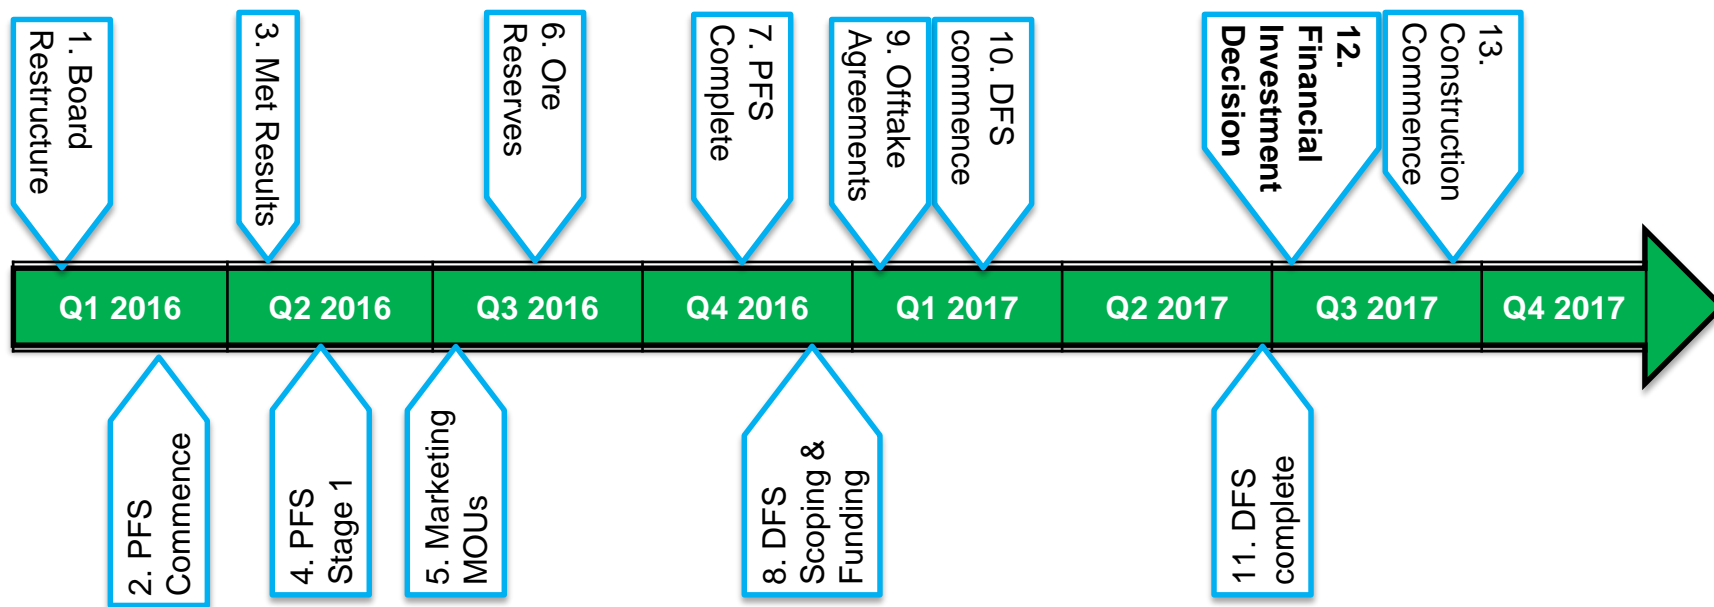 1. Board
Restructure
3. Met Results
6. Ore
Reserves
7. PFS
Complete
9. Offtake
Agreements
10. DFS
commence
12.
Financial
Investment
Decision
13.
Construction
Commence
Q1 2016
Q2 2016
Q3 2016
Q4 2016
Q1 2017
Q2 2017
Q3 2017
Q4 2017
2. PFS
Commence
4. PFS
Stage 1
5. Marketing
MOUs
8. DFS
Scoping &
Funding
11. DFS
complete